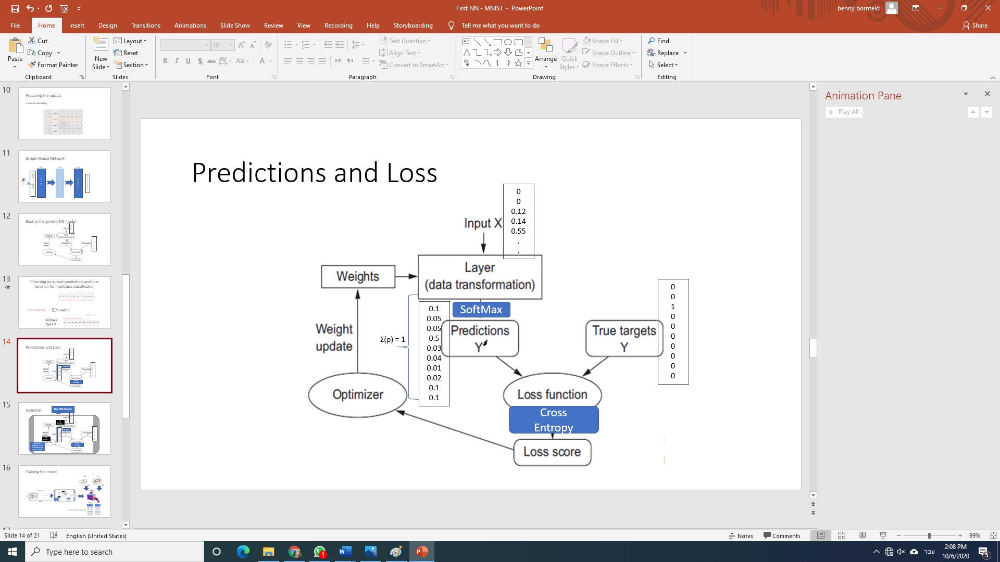 First NN - MNIST - PowerPoint
benny bornfeld
File
Home
Insert
Design
Transitions
Animations
Slide Show
Review
View
Recording
Help
Storyboarding
Tell me what you want to do
Share
Paste
Cut
Copy
Format Painter
Clipboard
New
Slide
Layout
Reset
Section
Slides
18
Font
Text Direction
Align Text
Convert to SmartArt
Paragraph
Arrange
Quick
Styles
Shape Fill
Shape Outline
Shape Effects
Drawing
Find
Replace
Select
Editing
10
Preparing the output
• One hot encoding
11
Simple Neural Network
12
Back to the generic NN model
13
Choosing an output predictions and Loss
function for multiclass classification
Cross entropy
Softmax
Σ(p) = 1
14
Predictions and Loss
15
Optimize
The NN Model
16
Training the model
Predictions and Loss
Input X
0
0
0.12
0.14
0.55
.
.
Weights
Layer
(data transformation)
SoftMax
Weight
update
Σ(p) = 1
0.1
0.05
0.05
0.5
0.03
0.04
0.01
0.02
0.1
0.1
Predictions
Y'
True targets
Y
0
0
1
0
0
0
0
0
0
0
Optimizer
Loss function
Cross
Entropy
Loss score
Animation Pane
Play All
Slide 14 of 21
English (United States)
Notes
Comments
99%
Type here to search
1
עבר
2:08 PM
10/6/2020
5